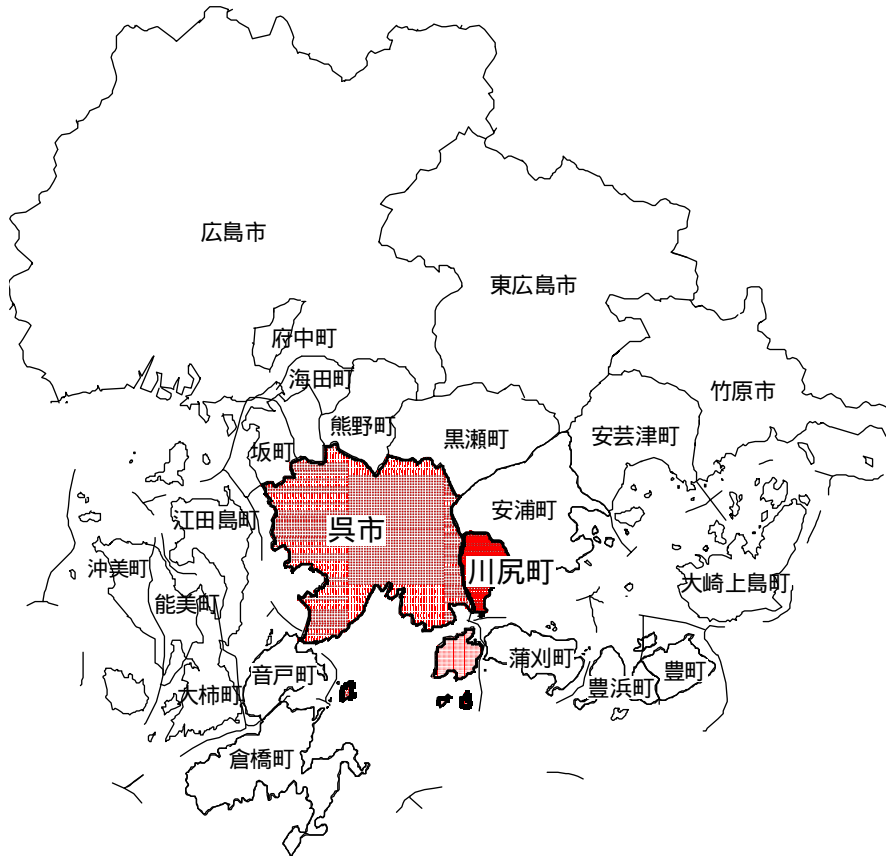 広島市
東広島市
府中町
海田町
竹原市
熊野町
安芸津町
黒瀬町
坂町
安浦町
江田島町
呉市
沖美町
川尻町
大崎上島町
能美町
蒲刈町
音戸町
豊町
豊浜町
大柿町
倉橋町